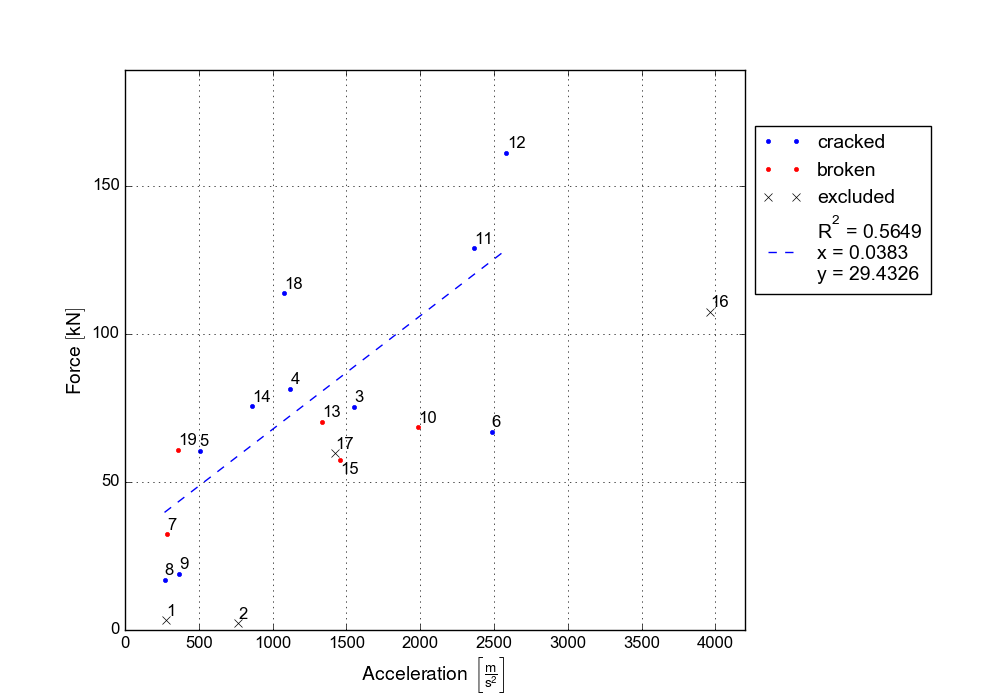 12
11
18
16
4
14
3
13
10
6
19 5
17
15
7
8 9
1
2
150
100
50
0
0 500 1000 1500 2000 2500 3000 3500 4000
Force [kN]
Acceleration [m/s²]
cracked
broken
excluded
R² = 0.5649
x = 0.0383
y = 29.4326